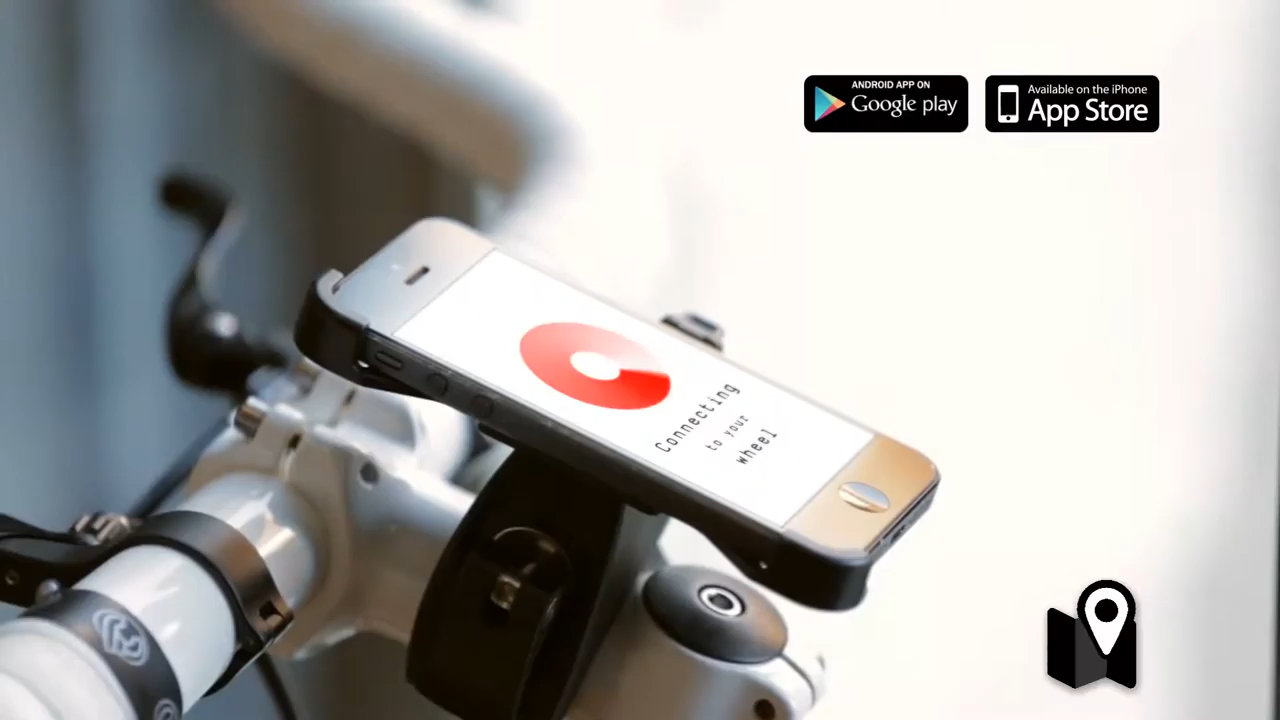 ANDROID APP ON
Google play
Available on the iPhone
App Store
Connecting
to your
wheel